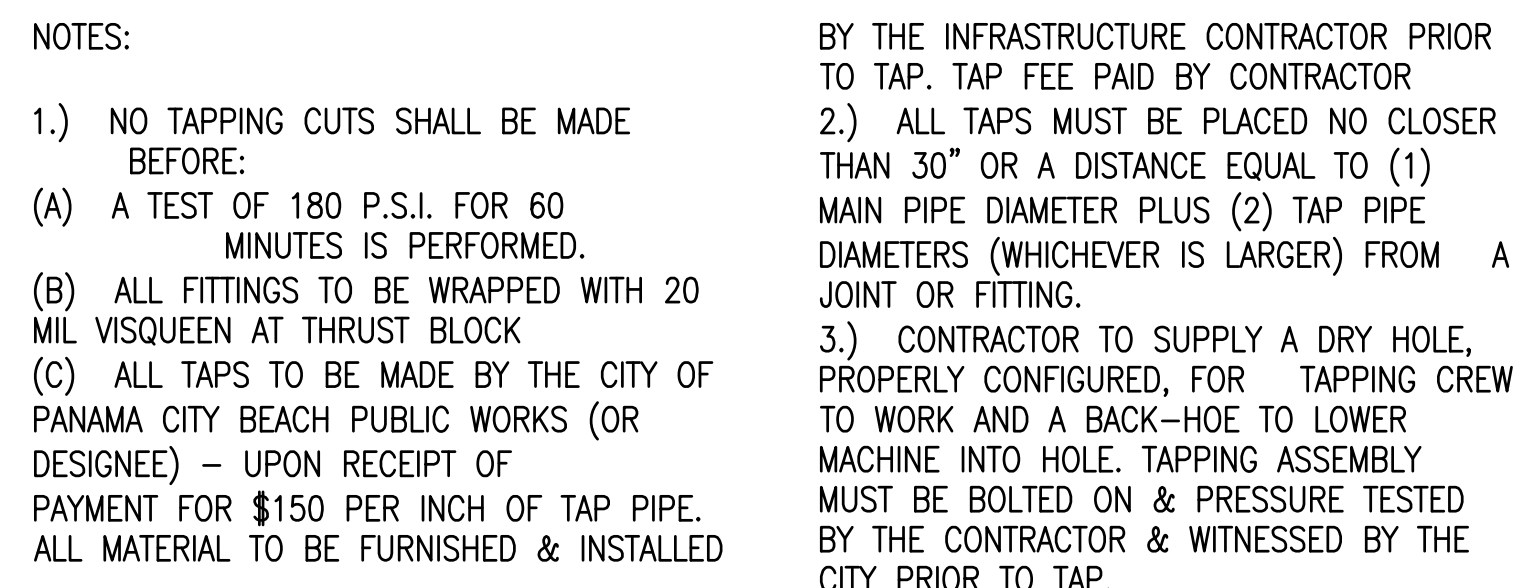 NOTES:
1.) NO TAPPING CUTS SHALL BE MADE
BEFORE:
(A) A TEST OF 180 P.S.I. FOR 60
MINUTES IS PERFORMED.
(B) ALL FITTINGS TO BE WRAPPED WITH 20
MIL VISQUEEN AT THRUST BLOCK
(C) ALL TAPS TO BE MADE BY THE CITY OF
PANAMA CITY BEACH PUBLIC WORKS (OR
DESIGNEE) – UPON RECEIPT OF
PAYMENT FOR $150 PER INCH OF TAP PIPE.
ALL MATERIAL TO BE FURNISHED & INSTALLED
BY THE INFRASTRUCTURE CONTRACTOR PRIOR
TO TAP. TAP FEE PAID BY CONTRACTOR
2.) ALL TAPS MUST BE PLACED NO CLOSER
THAN 30” OR A DISTANCE EQUAL TO (1)
MAIN PIPE DIAMETER PLUS (2) TAP PIPE
DIAMETERS (WHICHEVER IS LARGER) FROM A
JOINT OR FITTING.
3.) CONTRACTOR TO SUPPLY A DRY HOLE,
PROPERLY CONFIGURED, FOR TAPPING CREW
TO WORK AND A BACK–HOE TO LOWER
MACHINE INTO HOLE. TAPPING ASSEMBLY
MUST BE BOLTED ON & PRESSURE TESTED
BY THE CONTRACTOR & WITNESSED BY THE
CITY PRIOR TO TAP.